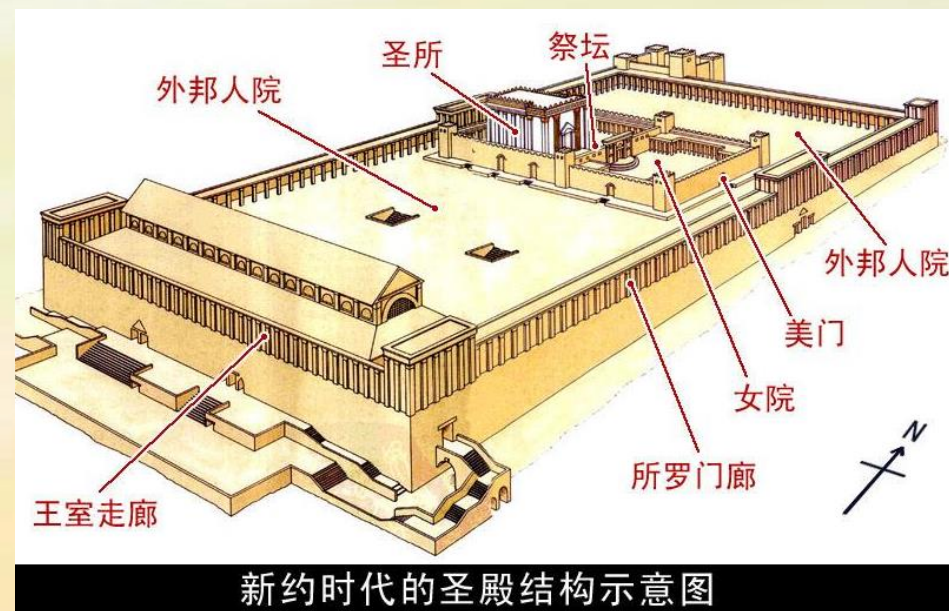 圣所
祭坛
外邦人院
外邦人院
美门
女院
N
所罗门廊
王室走廊
新约时代的圣殿结构示意图